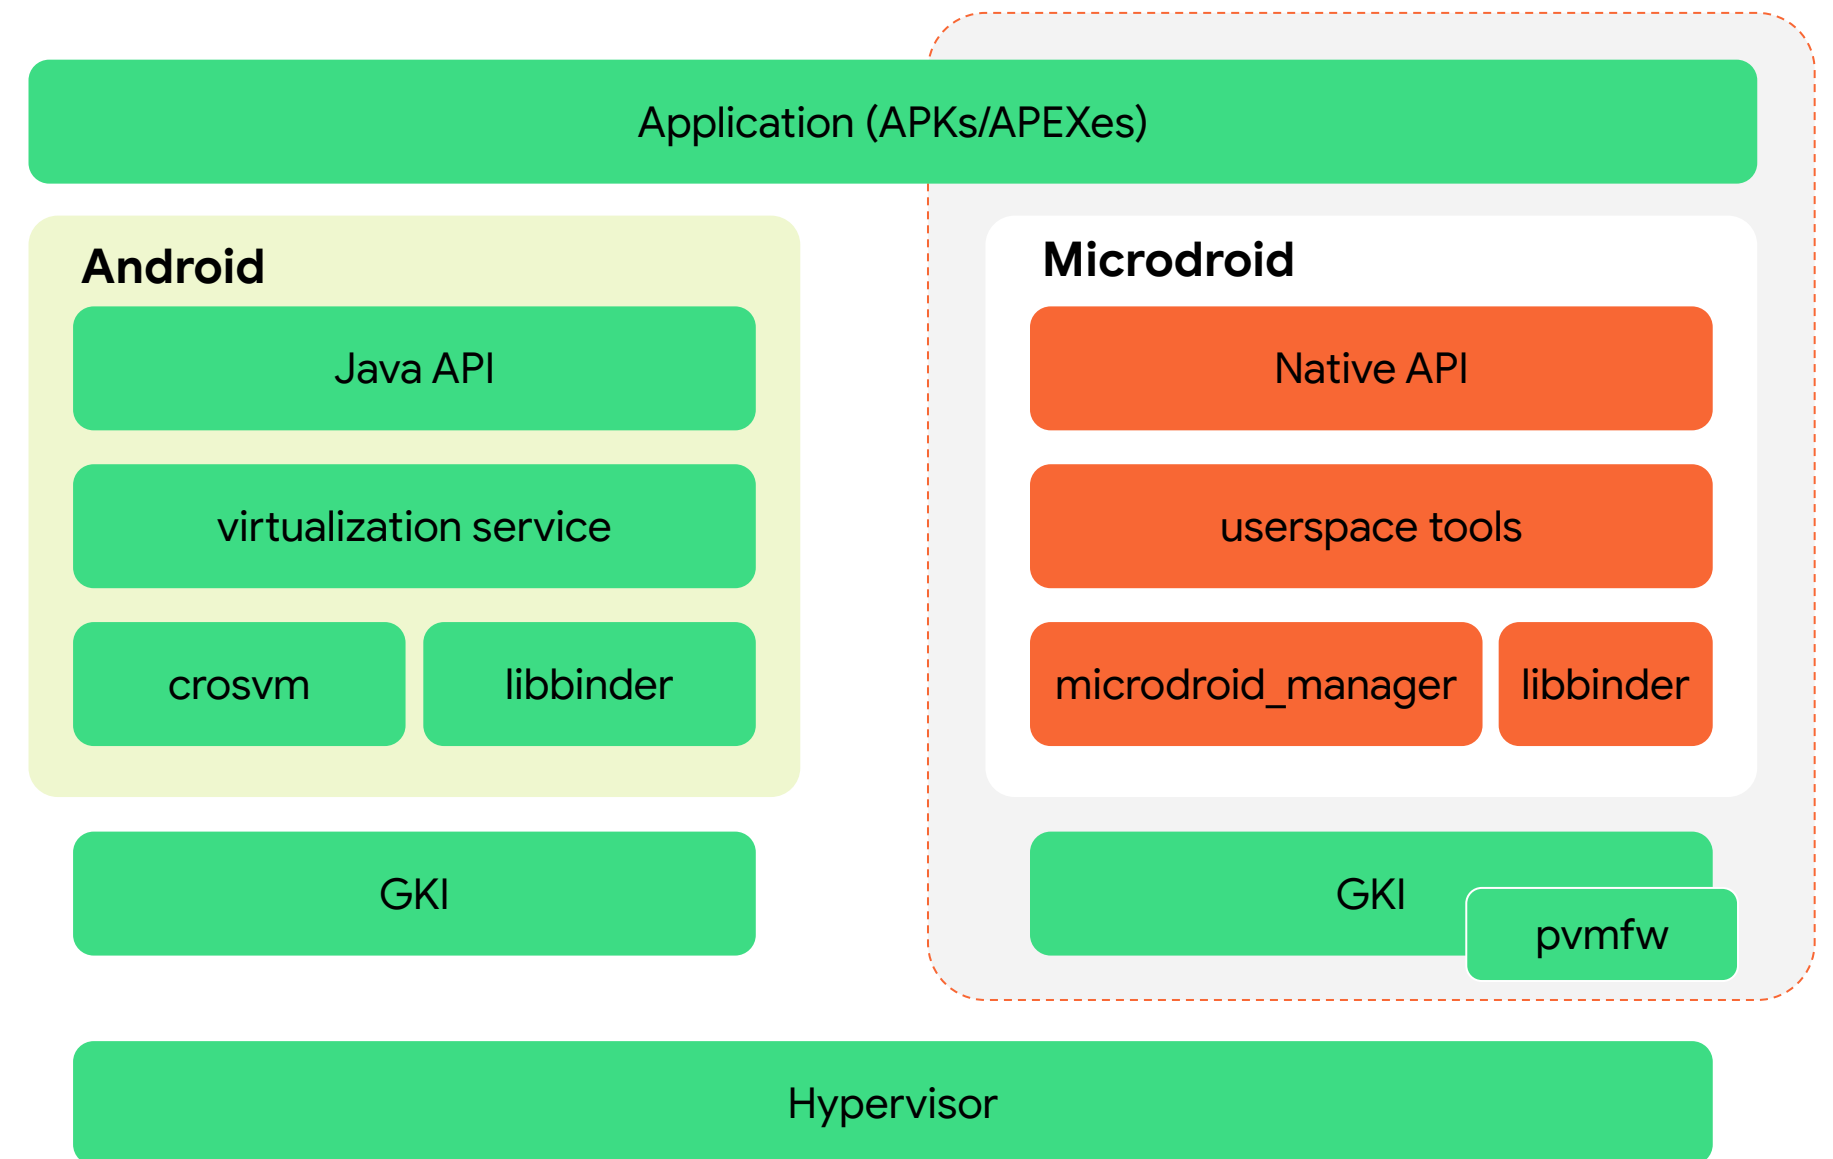 Application (APKs/APEXes)
Android
Java API
virtualization service
crosvm
libbinder
GKI
Microdroid
Native API
userspace tools
microdroid_manager
libbinder
GKI
pvmfw
Hypervisor